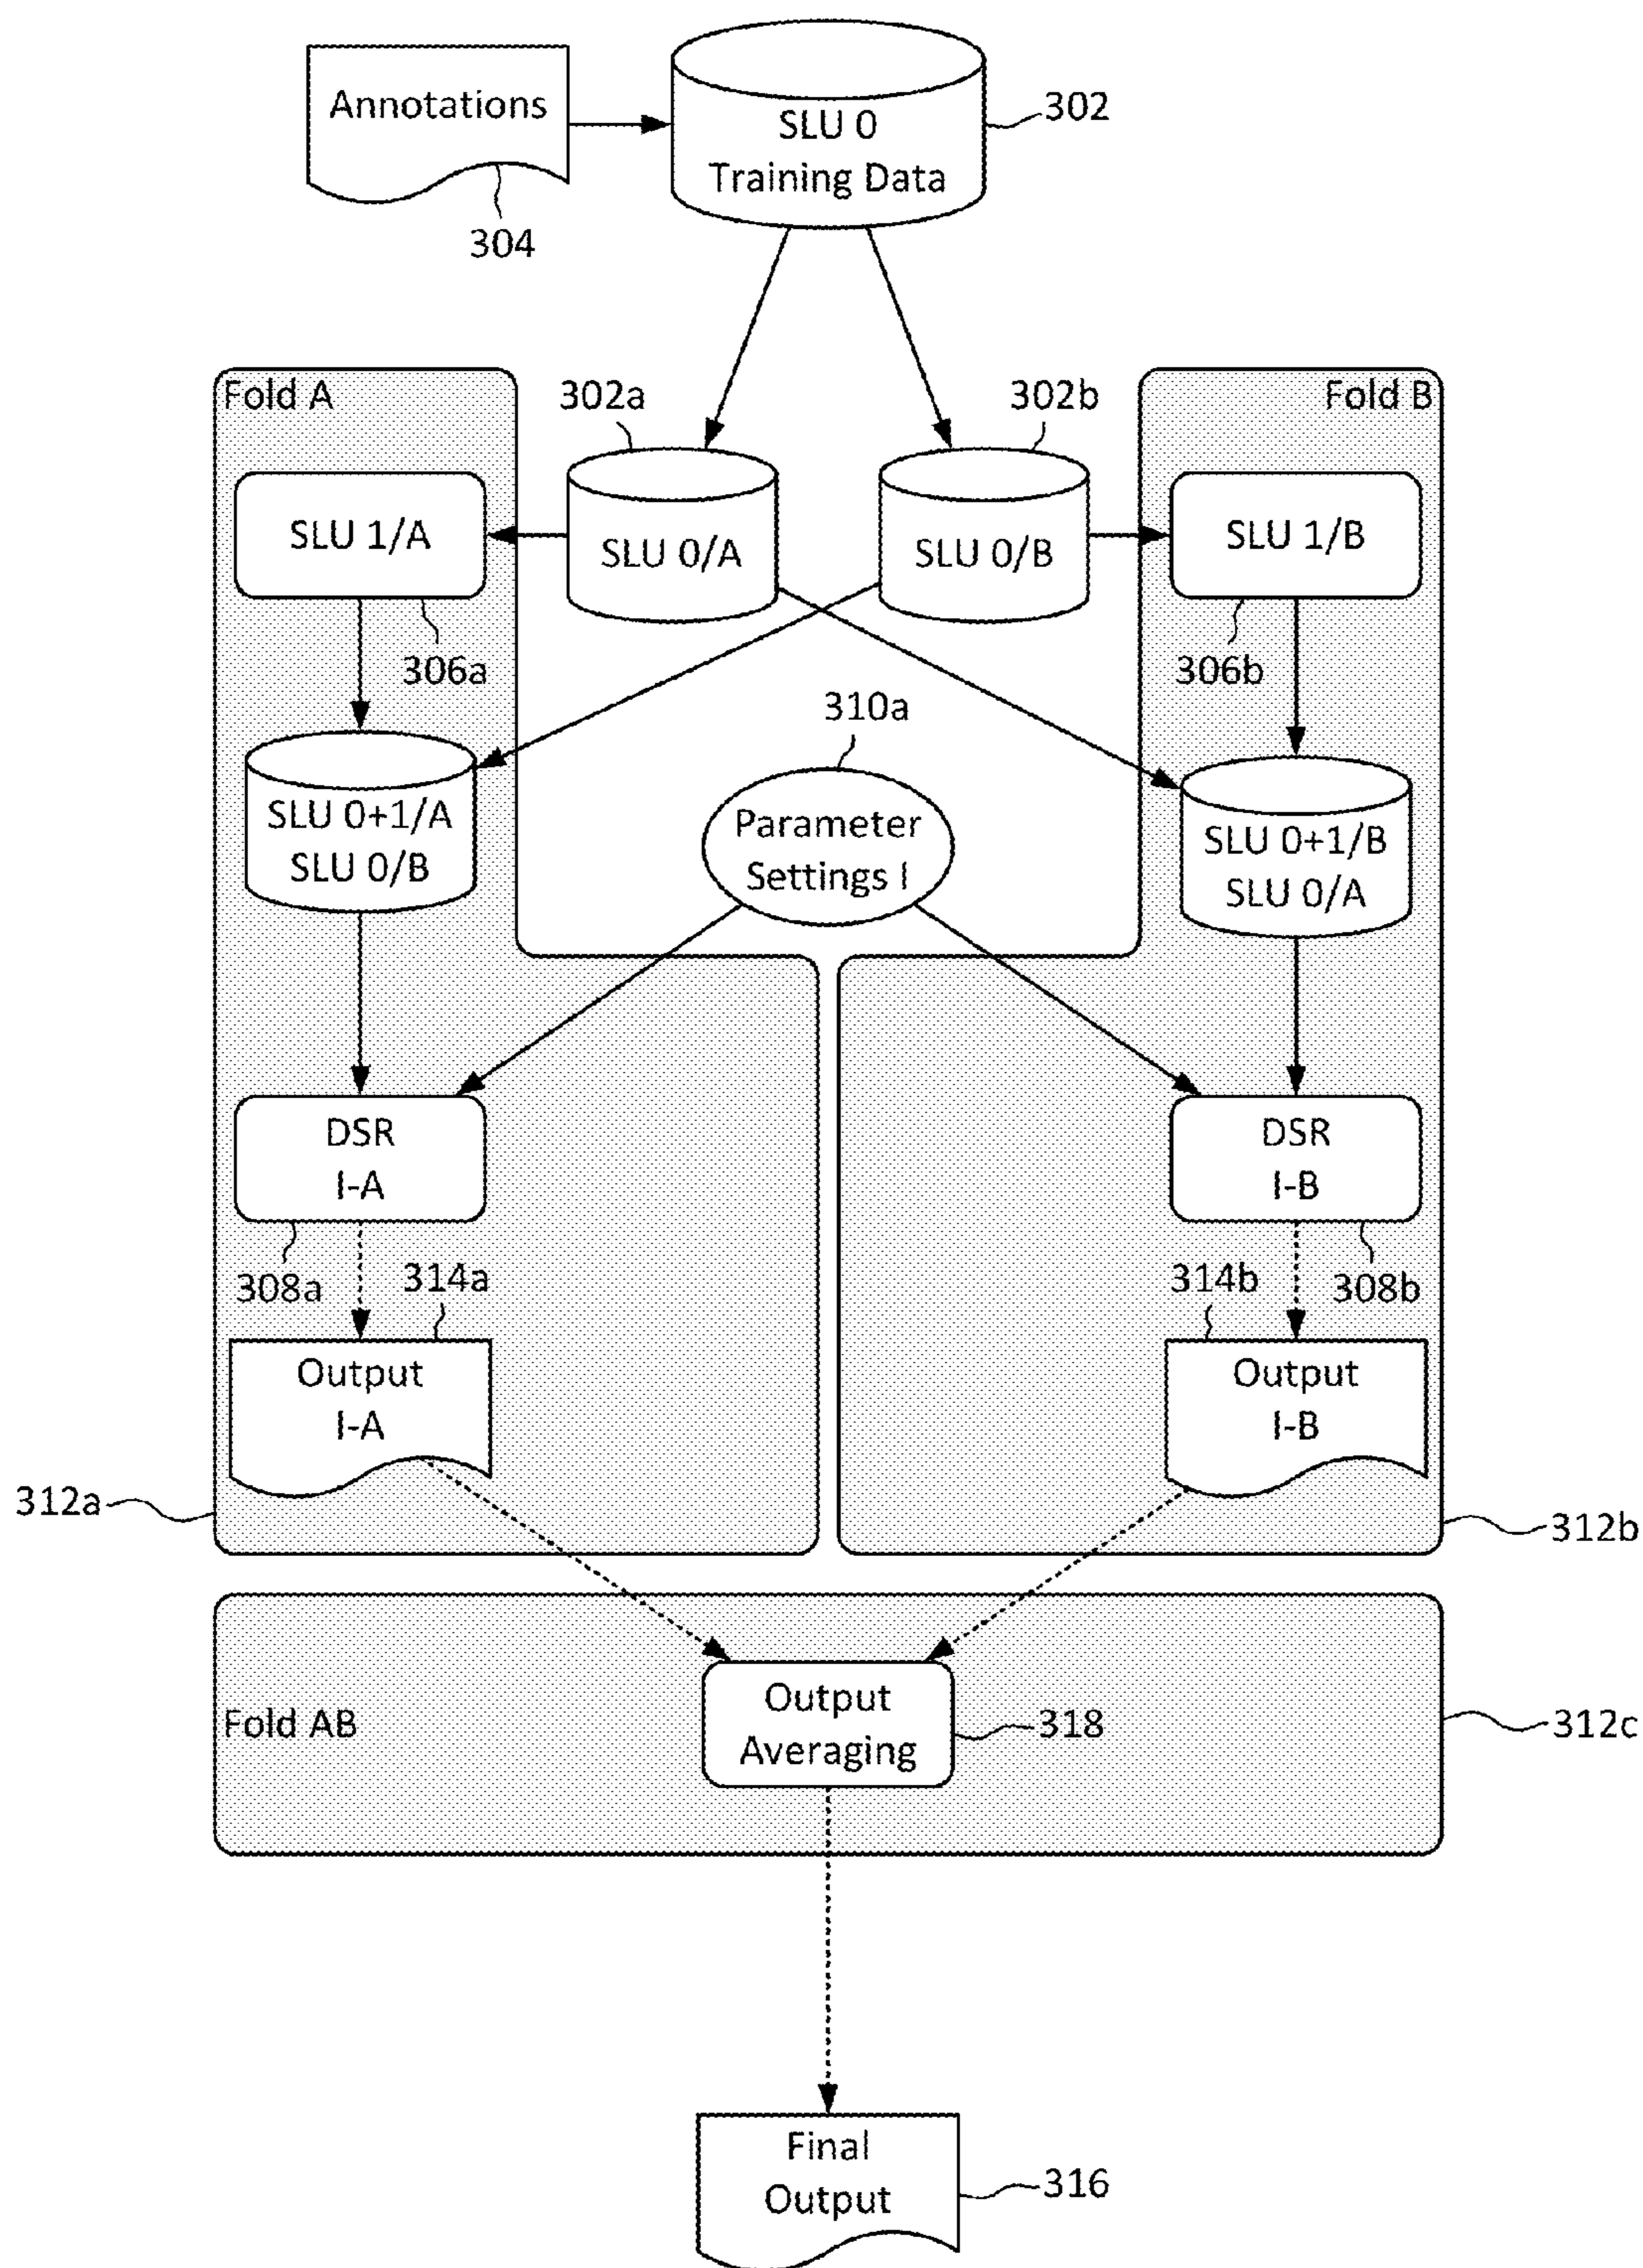 Annotations
SLU 0
Training Data
302
304
Fold A
302a
302b
Fold B
SLU 1/A
SLU 0/A
SLU 0/B
SLU 1/B
306a
306b
310a
SLU 0+1/A
SLU 0/B
Parameter
Settings I
SLU 0+1/B
SLU 0/A
DSR
I-A
DSR
I-B
308a
314a
314b
308b
Output
I-A
Output
I-B
312a
312b
Output
Averaging
Fold AB
318
312c
Final
Output
316